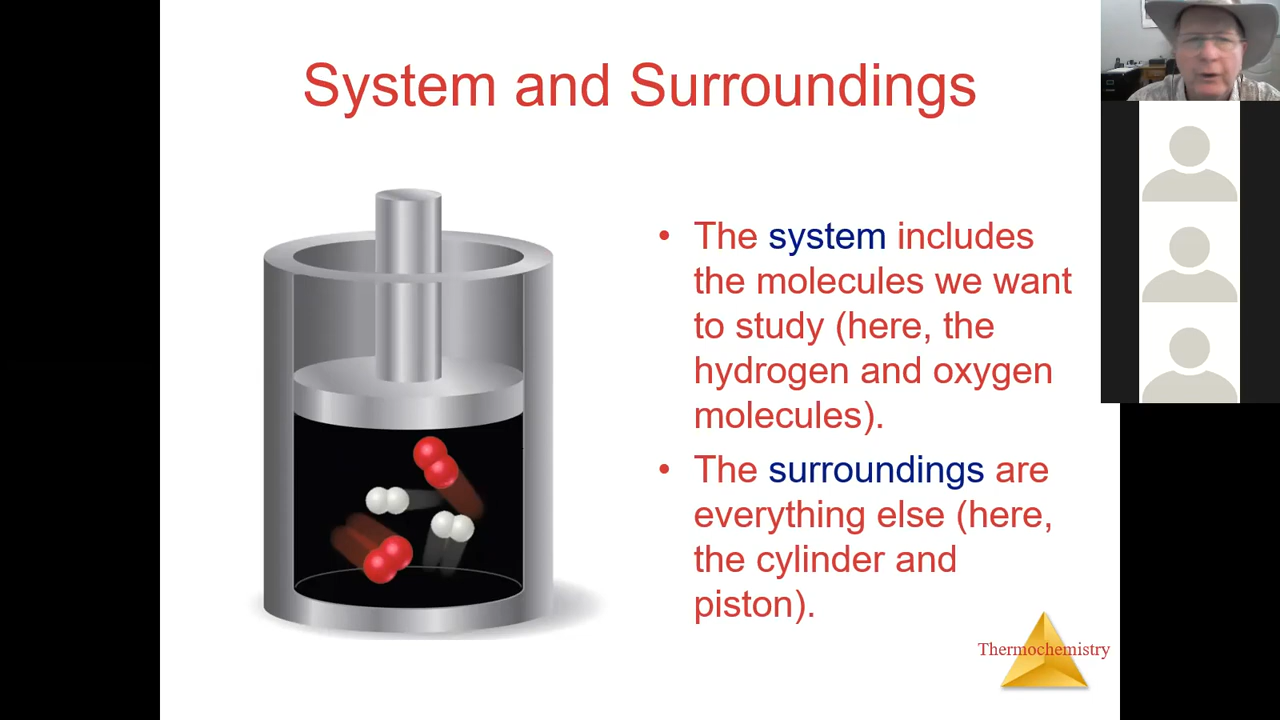 System and Surroundings
• The system includes
the molecules we want
to study (here, the
hydrogen and oxygen
molecules).
• The surroundings are
everything else (here,
the cylinder and
piston).
Thermochemistry